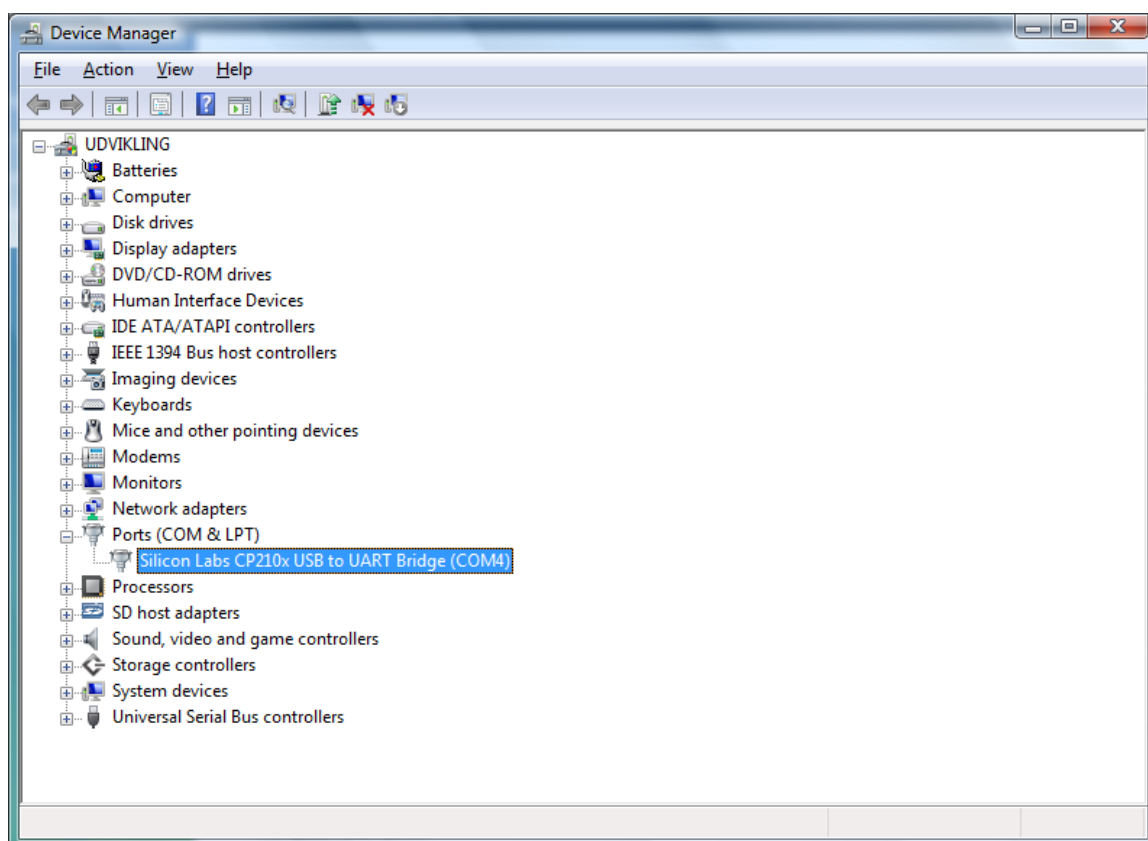 Device Manager
File Action View Help
UDVIKLING
Batteries
Computer
Disk drives
Display adapters
DVD/CD-ROM drives
Human Interface Devices
IDE ATA/ATAPI controllers
IEEE 1394 Bus host controllers
Imaging devices
Keyboards
Mice and other pointing devices
Modems
Monitors
Network adapters
Ports (COM & LPT)
Silicon Labs CP210x USB to UART Bridge (COM4)
Processors
SD host adapters
Sound, video and game controllers
Storage controllers
System devices
Universal Serial Bus controllers